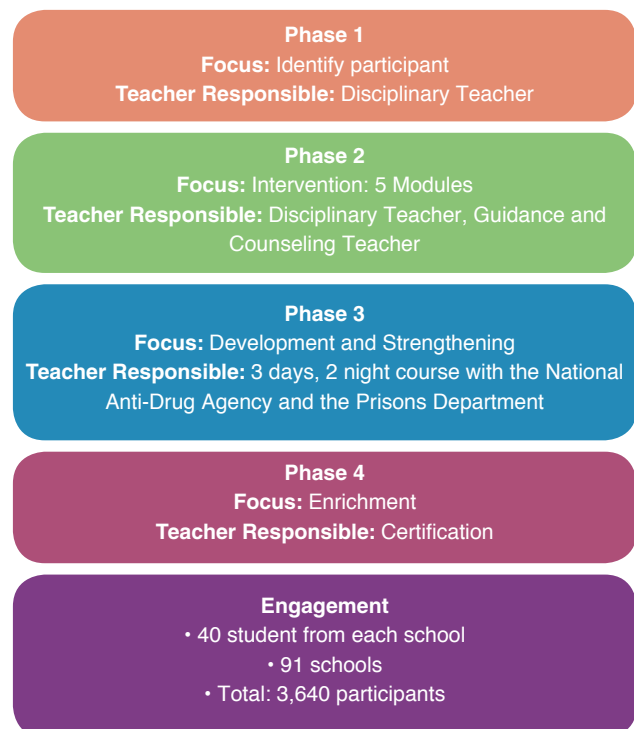 Phase 1
Focus: Identify participant
Teacher Responsible: Disciplinary Teacher
Phase 2
Focus: Intervention: 5 Modules
Teacher Responsible: Disciplinary Teacher, Guidance and
Counseling Teacher
Phase 3
Focus: Development and Strengthening
Teacher Responsible: 3 days, 2 night course with the National
Anti-Drug Agency and the Prisons Department
Phase 4
Focus: Enrichment
Teacher Responsible: Certification
Engagement
• 40 student from each school
• 91 schools
• Total: 3,640 participants